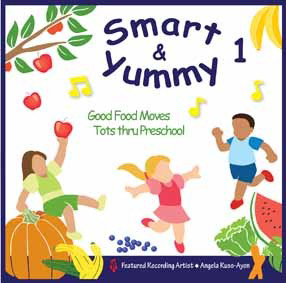 Smart
& 1
Yummy
Good Food Moves
Tots thru Preschool
Featured Recording Artist • Angela Russ-Ayon